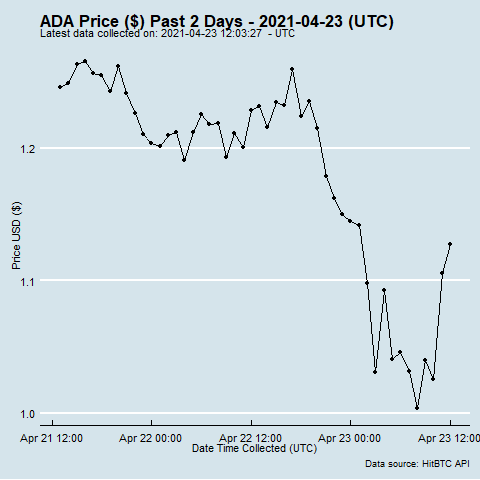 ADA Price ($) Past 2 Days - 2021-04-23 (UTC)
Latest data collected on: 2021-04-23 12:03:27 - UTC
Price USD ($)
1.2
1.1
1.0
Apr 21 12:00 Apr 22 00:00 Apr 22 12:00 Apr 23 00:00 Apr 23 12:00
Date Time Collected (UTC)
Data source: HitBTC API